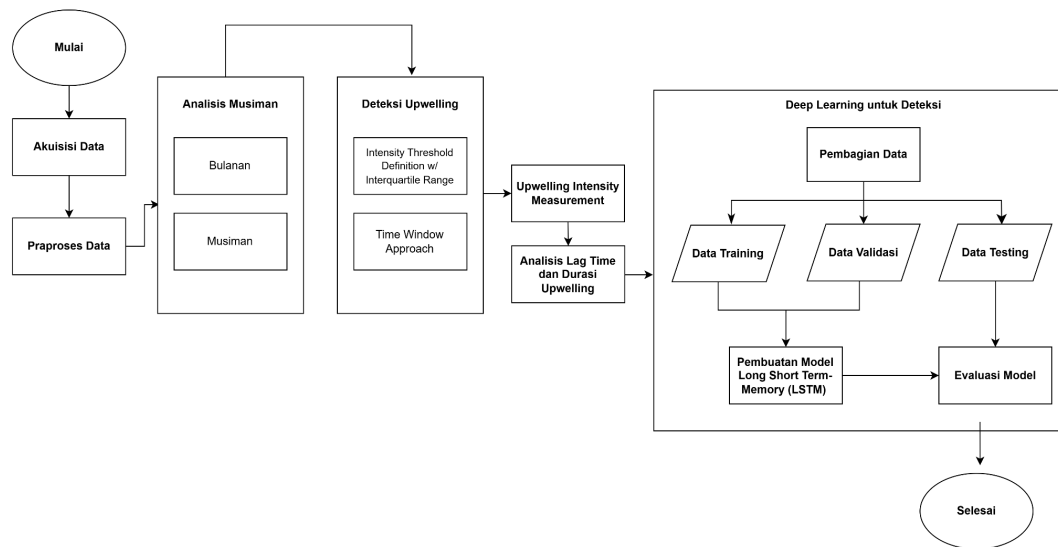 Mulai
Akuisisi Data
Praproses Data
Analisis Musiman
Bulanan
Musiman
Deteksi Upwelling
Intensity Threshold
Definition w/
Interquartile Range
Time Window
Approach
Upwelling Intensity
Measurement
Analisis Lag Time
dan Durasi
Upwelling
Deep Learning untuk Deteksi
Pembagian Data
Data Training
Data Validasi
Data Testing
Pembuatan Model
Long Short Term-
Memory (LSTM)
Evaluasi Model
Selesai